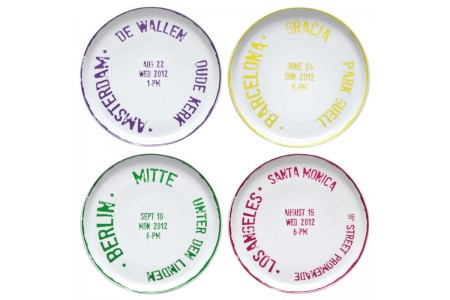 AMSTERDAM · DE WALLEN OUDE KERK ·
AUG 22
WED 2012
1-PM
BARCELONA · GRACIA PARK GUELL ·
JUNE 24
SUN 2012
6-PM
BERLIN · MITTE UNTER DEN LINDEN ·
SEPT 10
MON 2012
6-PM
LOS ANGELES · SANTA MONICA STREET PROMENADE ·
AUGUST 15
WED 2012
6-PM